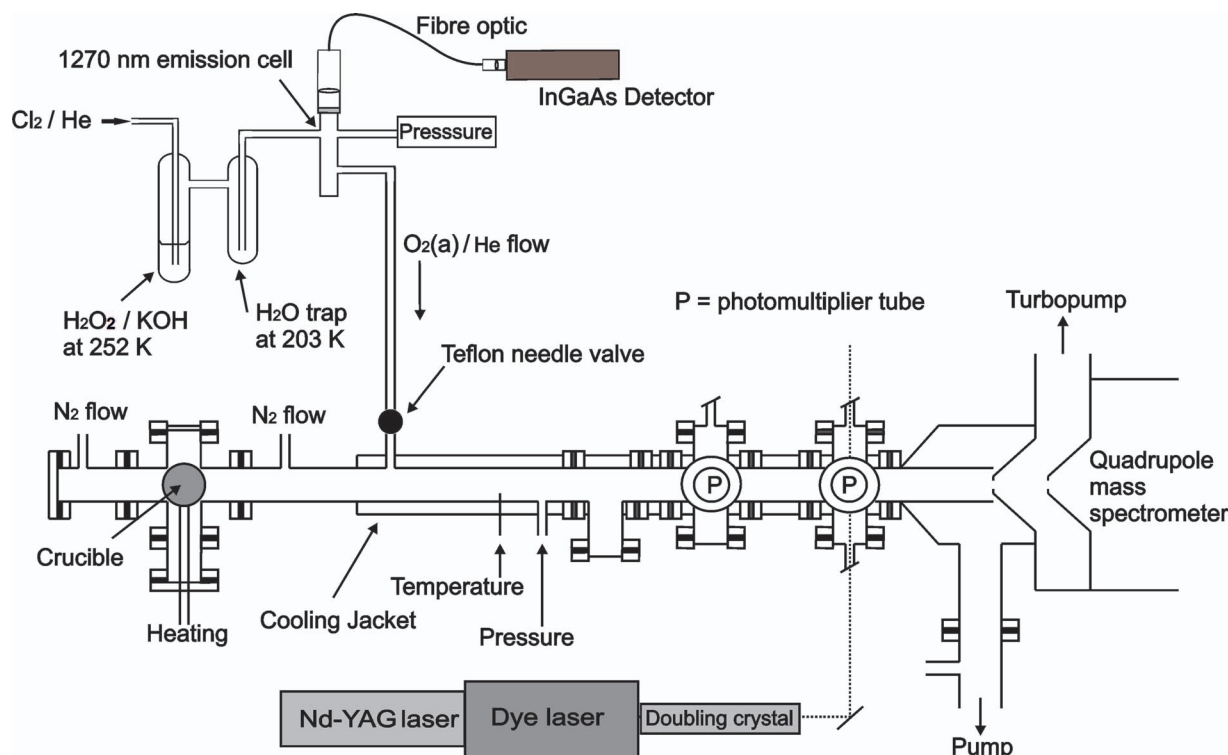 Fibre optic
1270 nm emission cell
InGaAs Detector
Cl2 / He
Presssure
O2(a) / He flow
H2O2 / KOH
at 252 K
H2O trap
at 203 K
P = photomultiplier tube
Turbopump
Teflon needle valve
N2 flow
N2 flow
P
P
Quadrupole
mass
spectrometer
Crucible
Temperature
Heating
Cooling Jacket
Pressure
Nd-YAG laser
Dye laser
Doubling crystal
Pump